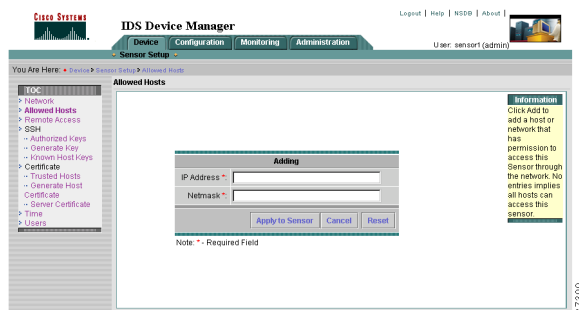 Cisco Systems
IDS Device Manager
Logout | Help | NSDB | About |
Device Configuration Monitoring Administration
User: sensor1 (admin)
Sensor Setup
You Are Here: Device > Sensor Setup > Allowed Hosts
TOC
> Network
> Allowed Hosts
> Remote Access
> SSH
Authorized Keys
Generate Key
Known Host Keys
> Certificate
Trusted Hosts
Generate Host
Certificate
Server Certificate
> Time
> Users
Allowed Hosts
Adding
IP Address *:
Netmask *:
Apply to Sensor Cancel Reset
Note: * - Required Field
Information
Click Add to
add a host or
network that
has
permission to
access this
Sensor through
the network. No
entries implies
all hosts can
access this
sensor.